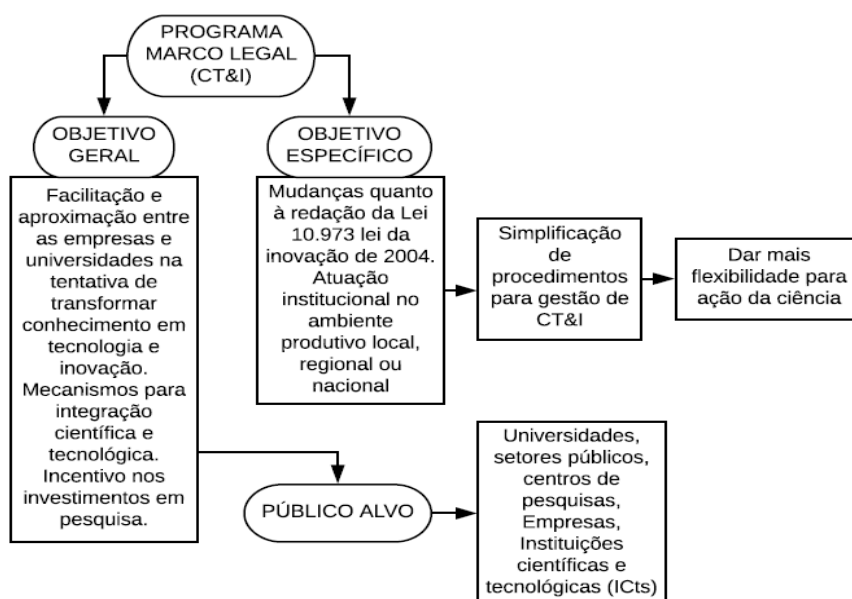 PROGRAMA
MARCO LEGAL
(CT&I)
OBJETIVO
GERAL
Facilitação e
aproximação entre
as empresas e
universidades na
tentativa de
transformar
conhecimento em
tecnologia e
inovação.
Mecanismos para
integração
científica e
tecnológica.
Incentivo nos
investimentos em
pesquisa.
OBJETIVO
ESPECÍFICO
Mudanças quanto
à redação da Lei
10.973 lei da
inovação de 2004.
Atuação
institucional no
ambiente
produtivo local,
regional ou
nacional
Simplificação
de
procedimentos
para gestão de
CT&I
Dar mais
flexibilidade para
ação da ciência
PÚBLICO ALVO
Universidades,
setores públicos,
centros de
pesquisas,
Empresas,
Instituições
científicas e
tecnológicas (ICts)